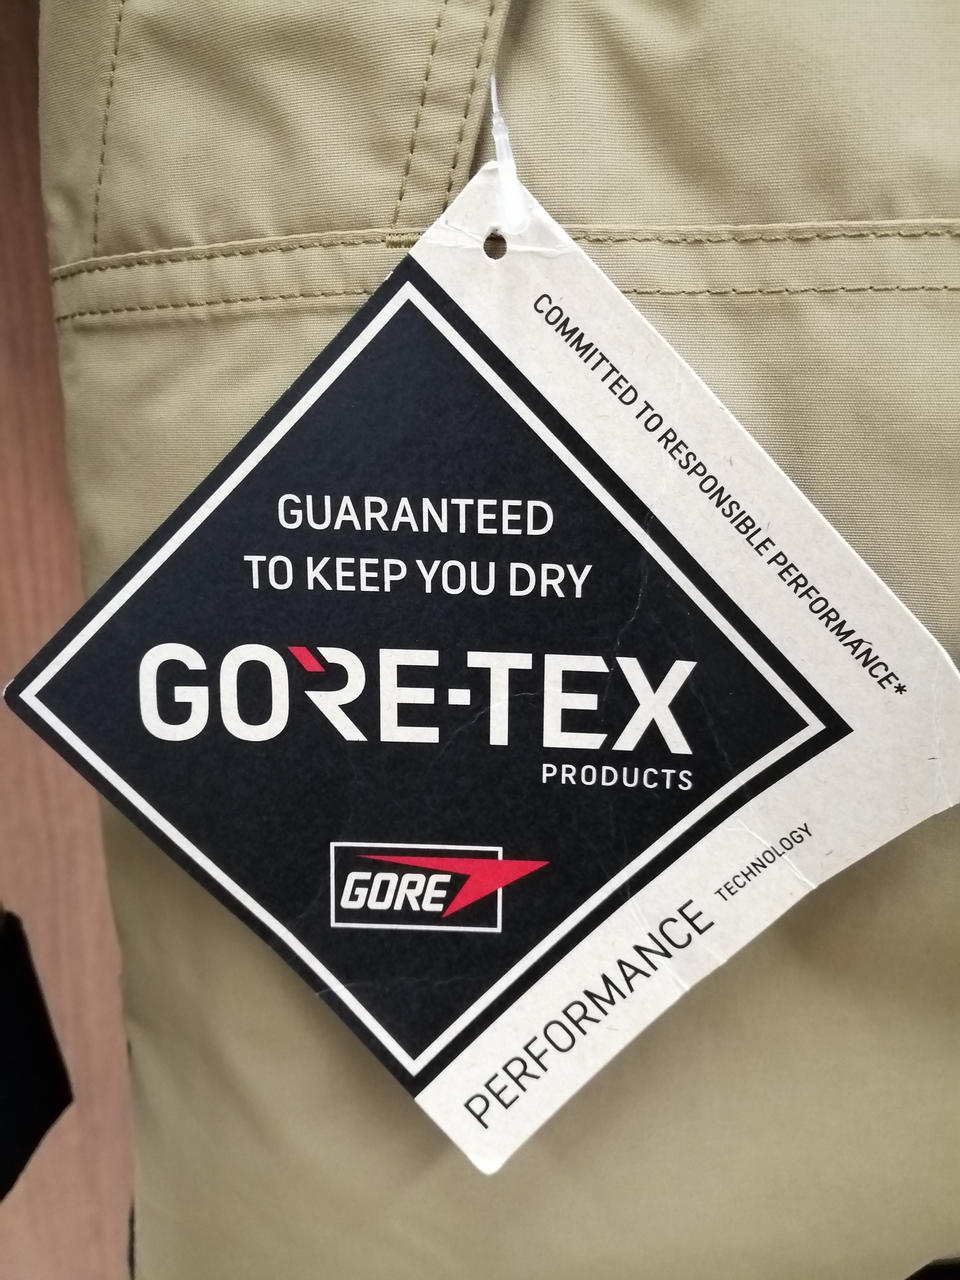 COMMITTED TO RESPONSIBLE PERFORMANCE*
GUARANTEED
TO KEEP YOU DRY
GORE-TEX
PRODUCTS
GORE
PERFORMANCE TECHNOLOGY